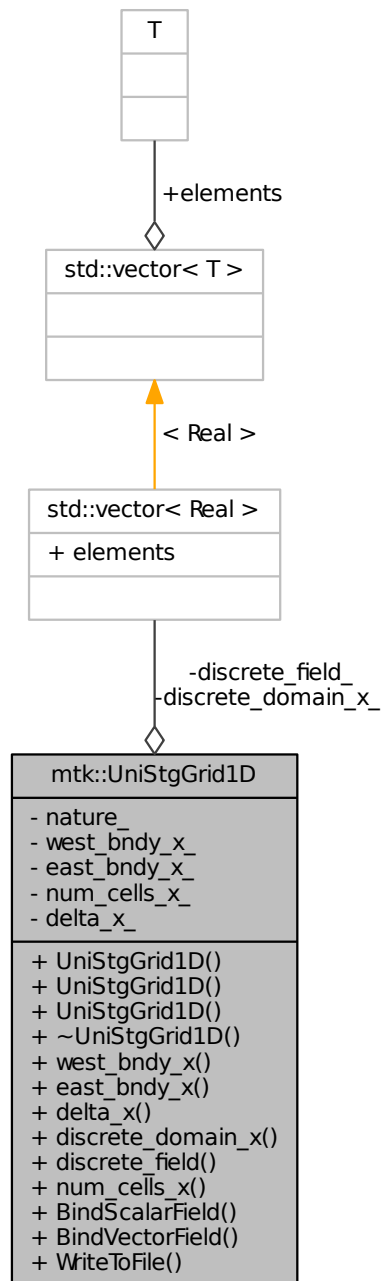 T
+elements
std::vector< T >
< Real >
std::vector< Real >
+ elements
-discrete_field_
-discrete_domain_x_
mtk::UniStgGrid1D
- nature_
- west_bndy_x_
- east_bndy_x_
- num_cells_x_
- delta_x_
+ UniStgGrid1D()
+ UniStgGrid1D()
+ UniStgGrid1D()
+ ~UniStgGrid1D()
+ west_bndy_x()
+ east_bndy_x()
+ delta_x()
+ discrete_domain_x()
+ discrete_field()
+ num_cells_x()
+ BindScalarField()
+ BindVectorField()
+ WriteToFile()